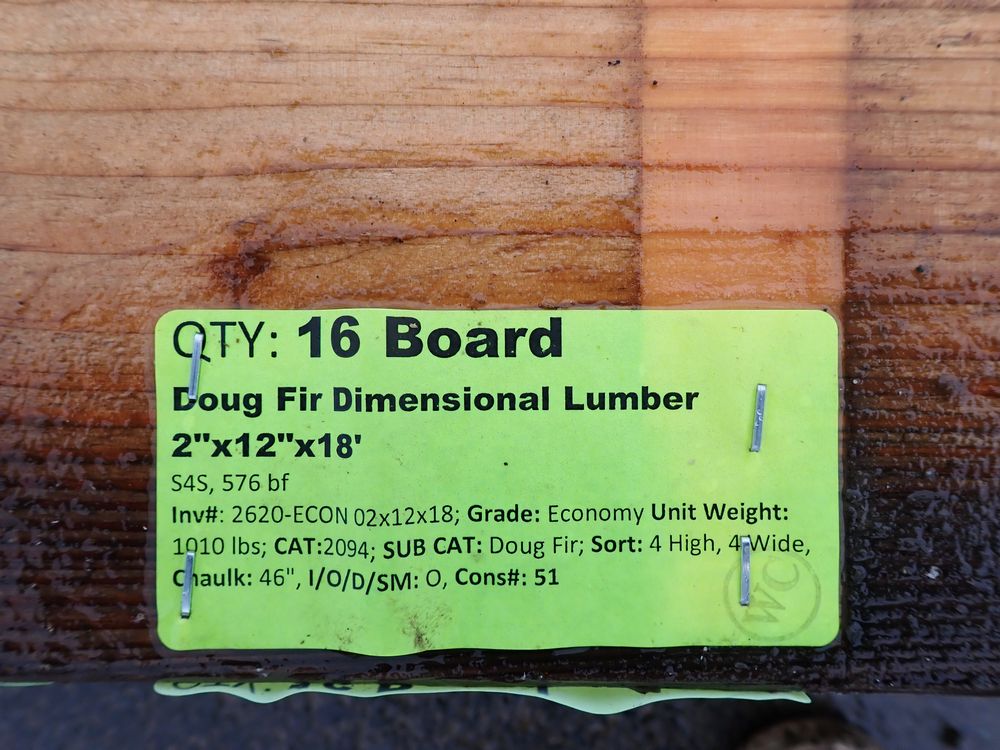 QTY: 16 Board
Doug Fir Dimensional Lumber
2"x12"x18'
S4S, 576 bf
Inv#: 2620-ECON 02x12x18; Grade: Economy Unit Weight:
1010 lbs; CAT:2094; SUB CAT: Doug Fir; Sort: 4 High, 4 Wide,
Chaulk: 46", I/O/D/SM: O, Cons#: 51
WC